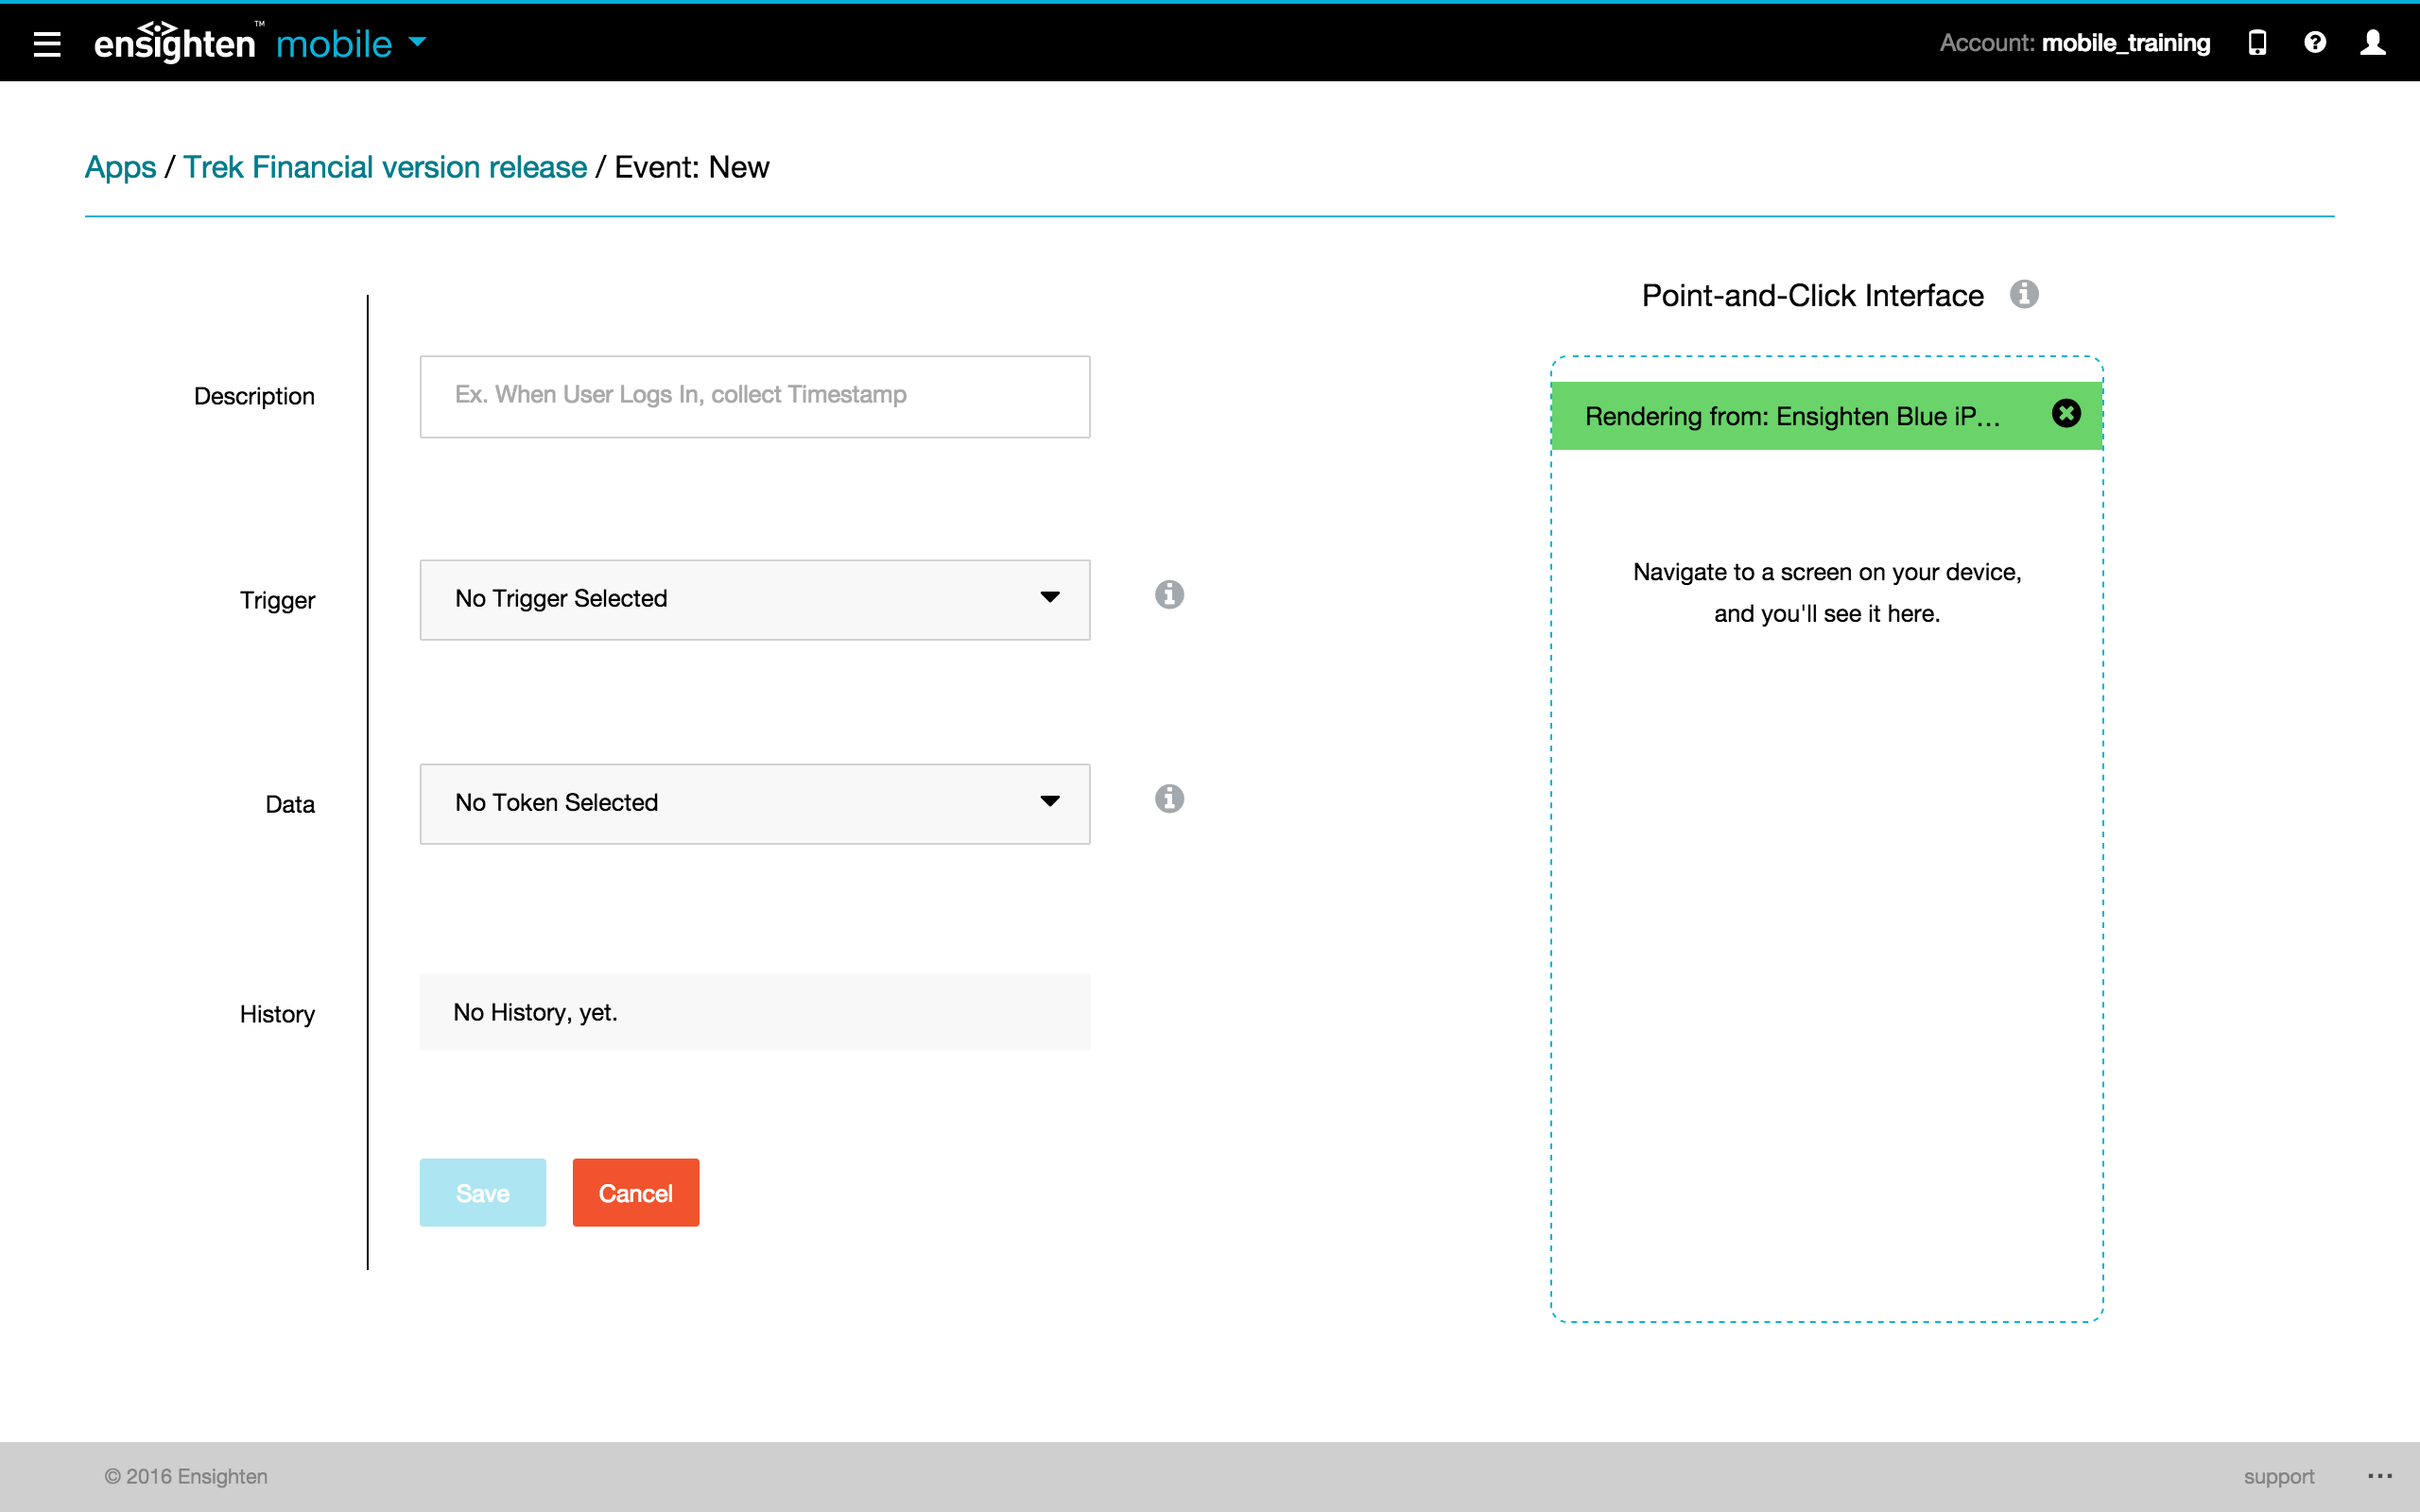 ensighten™ mobile
Account: mobile_training
Apps / Trek Financial version release / Event: New
Point-and-Click Interface
Description
Ex. When User Logs In, collect Timestamp
Rendering from: Ensighten Blue iP...
Navigate to a screen on your device,
and you'll see it here.
Trigger
No Trigger Selected
Data
No Token Selected
History
No History, yet.
Save
Cancel
© 2016 Ensighten
support